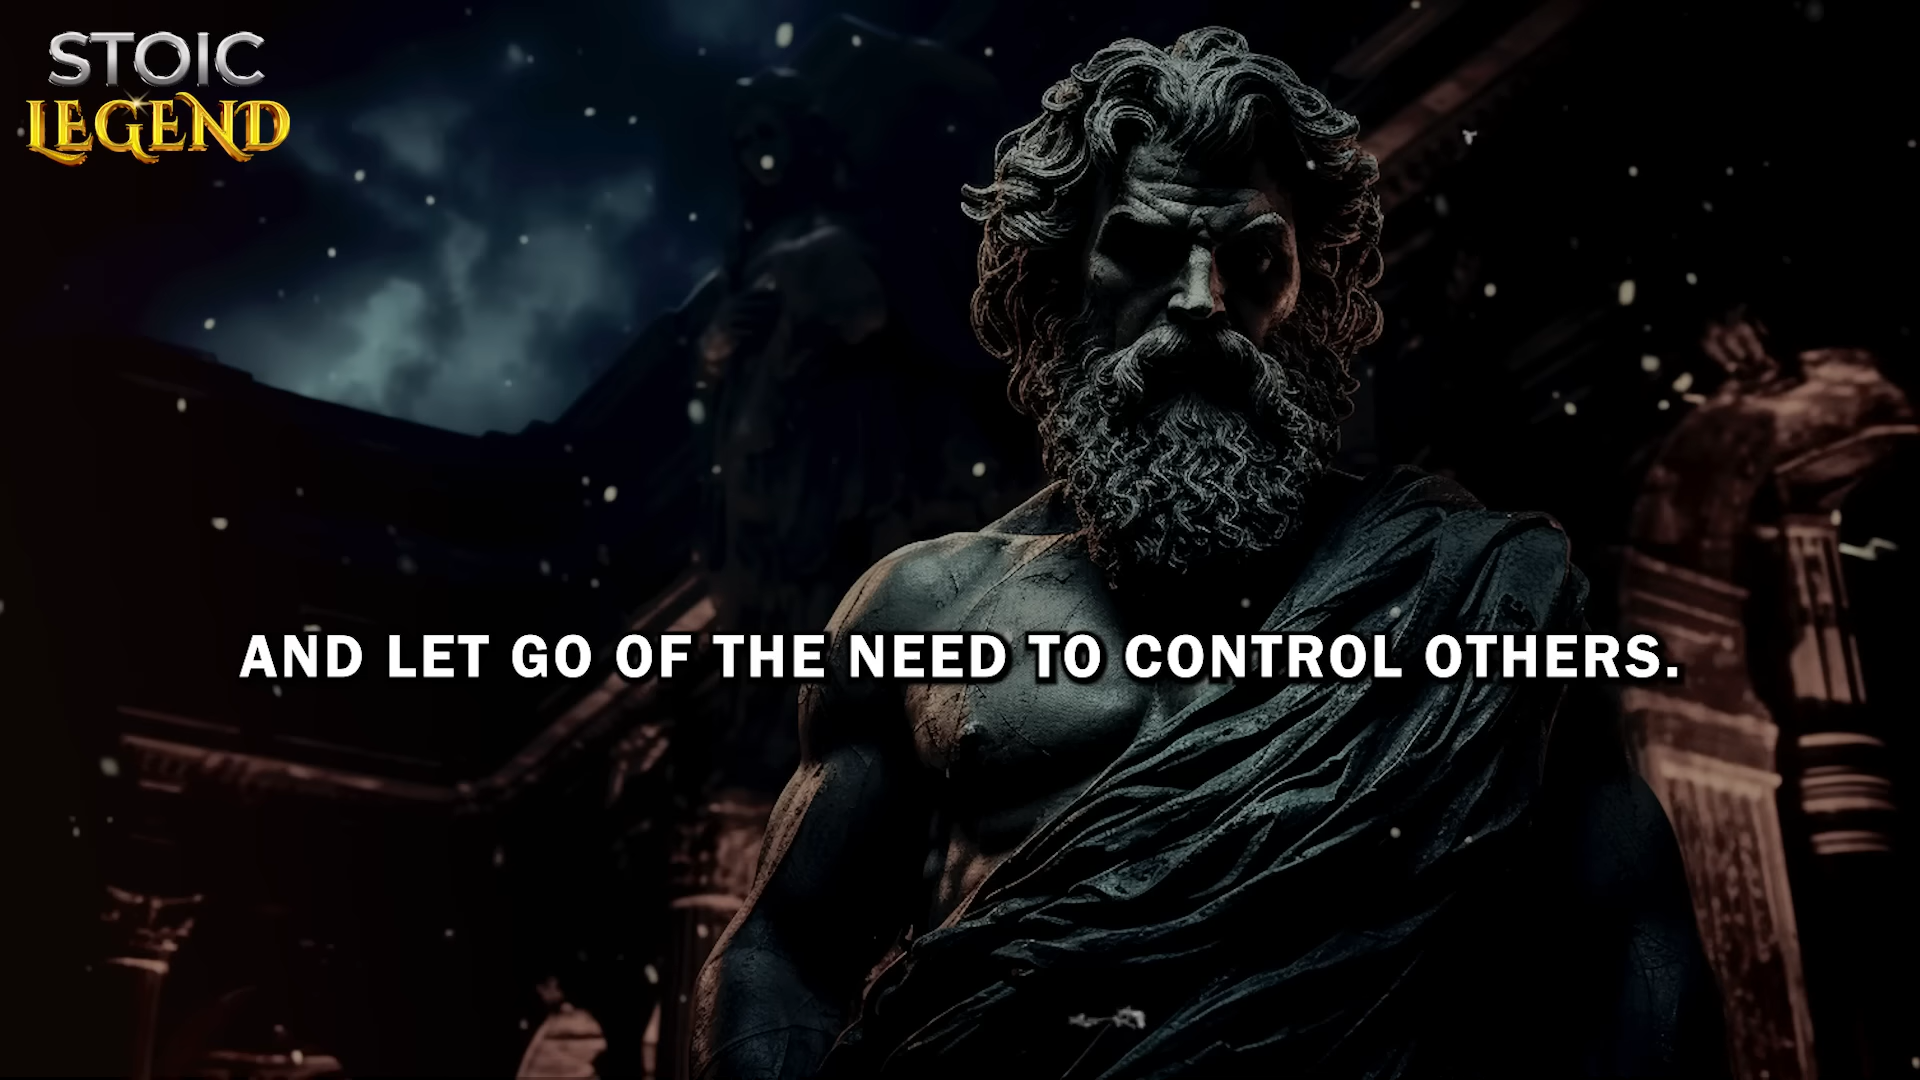 STOIC
LEGEND
AND LET GO OF THE NEED TO CONTROL OTHERS.